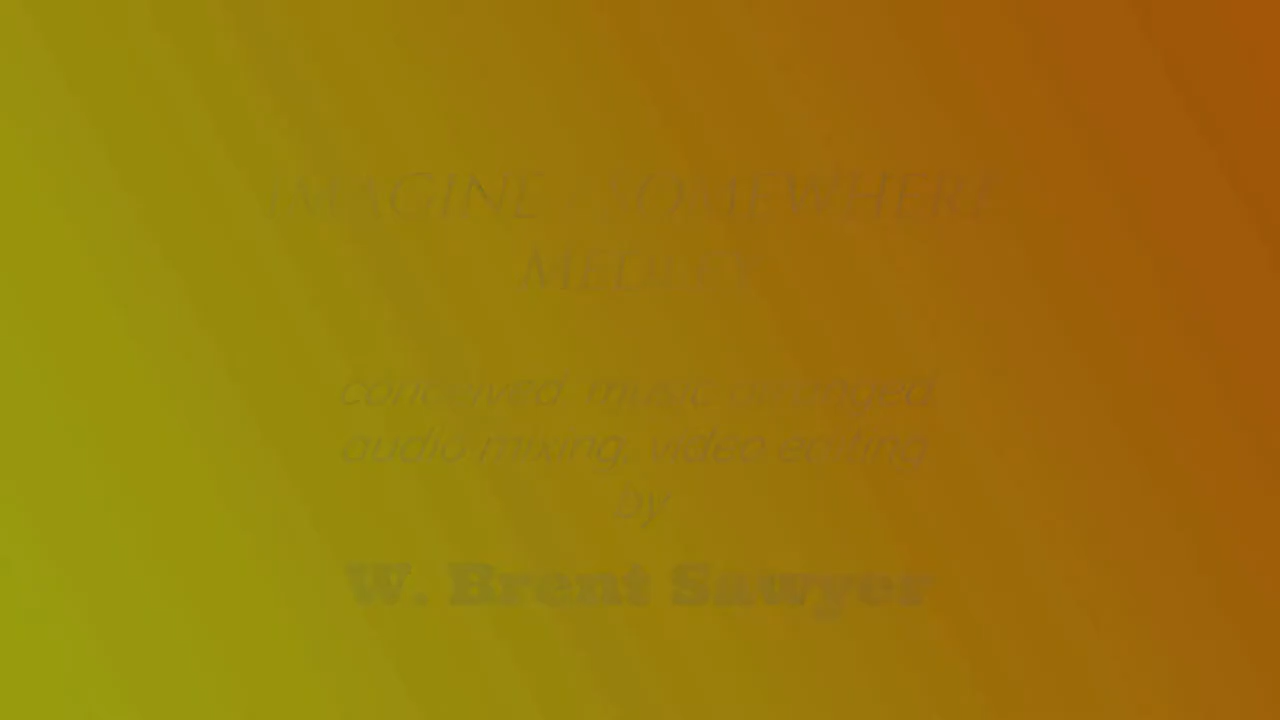 IMAGINE - SOMEWHERE
MEDLEY
conceived, music arranged,
audio mixing, video editing
by
W. Brent Sawyer